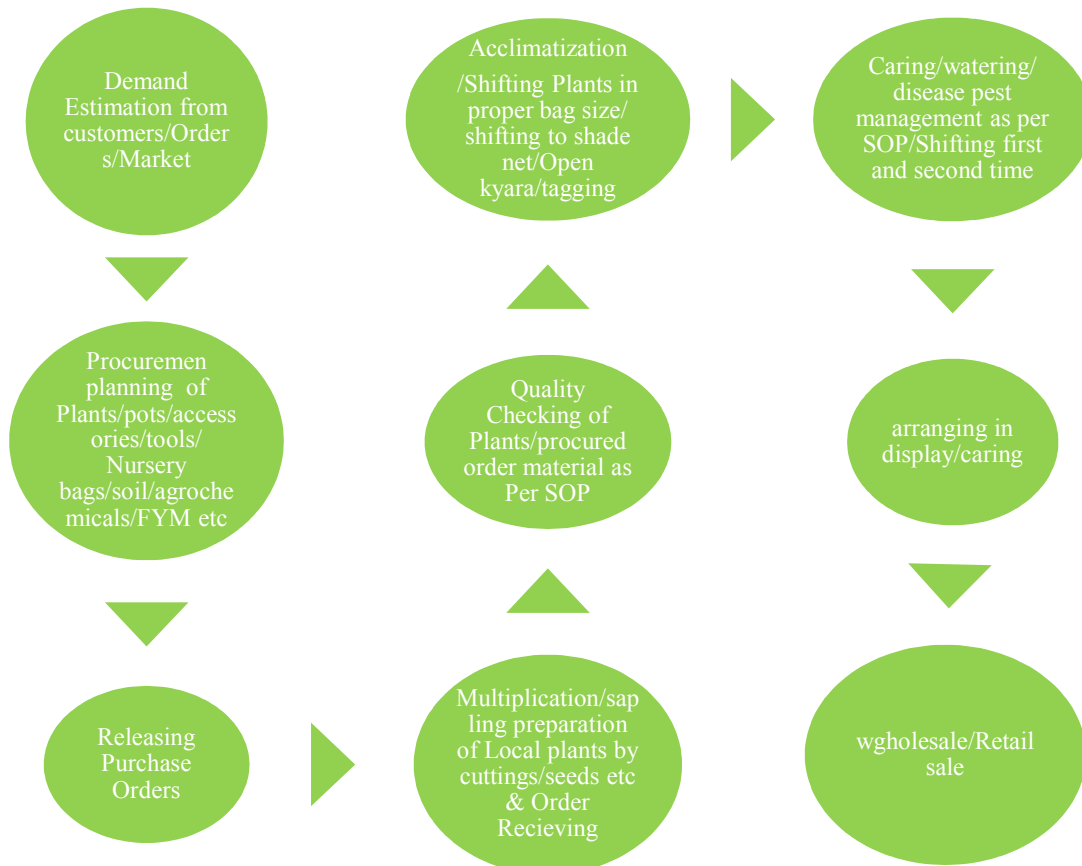 Demand
Estimation from
customers/Order
s/Market
Procuremen
planning of
Plants/pots/access
ories/tools/
Nursery
bags/soil/agroche
micals/FYM etc
Releasing
Purchase
Orders
Multiplication/sap
ling preparation
of Local plants by
cuttings/seeds etc
& Order
Recieving
Quality
Checking of
Plants/procured
order material as
Per SOP
Acclimatization
/Shifting Plants in
proper bag size/
shifting to shade
net/Open
kyara/tagging
Caring/watering/
disease pest
management as per
SOP/Shifting first
and second time
arranging in
display/caring
wgholesale/Retail
sale